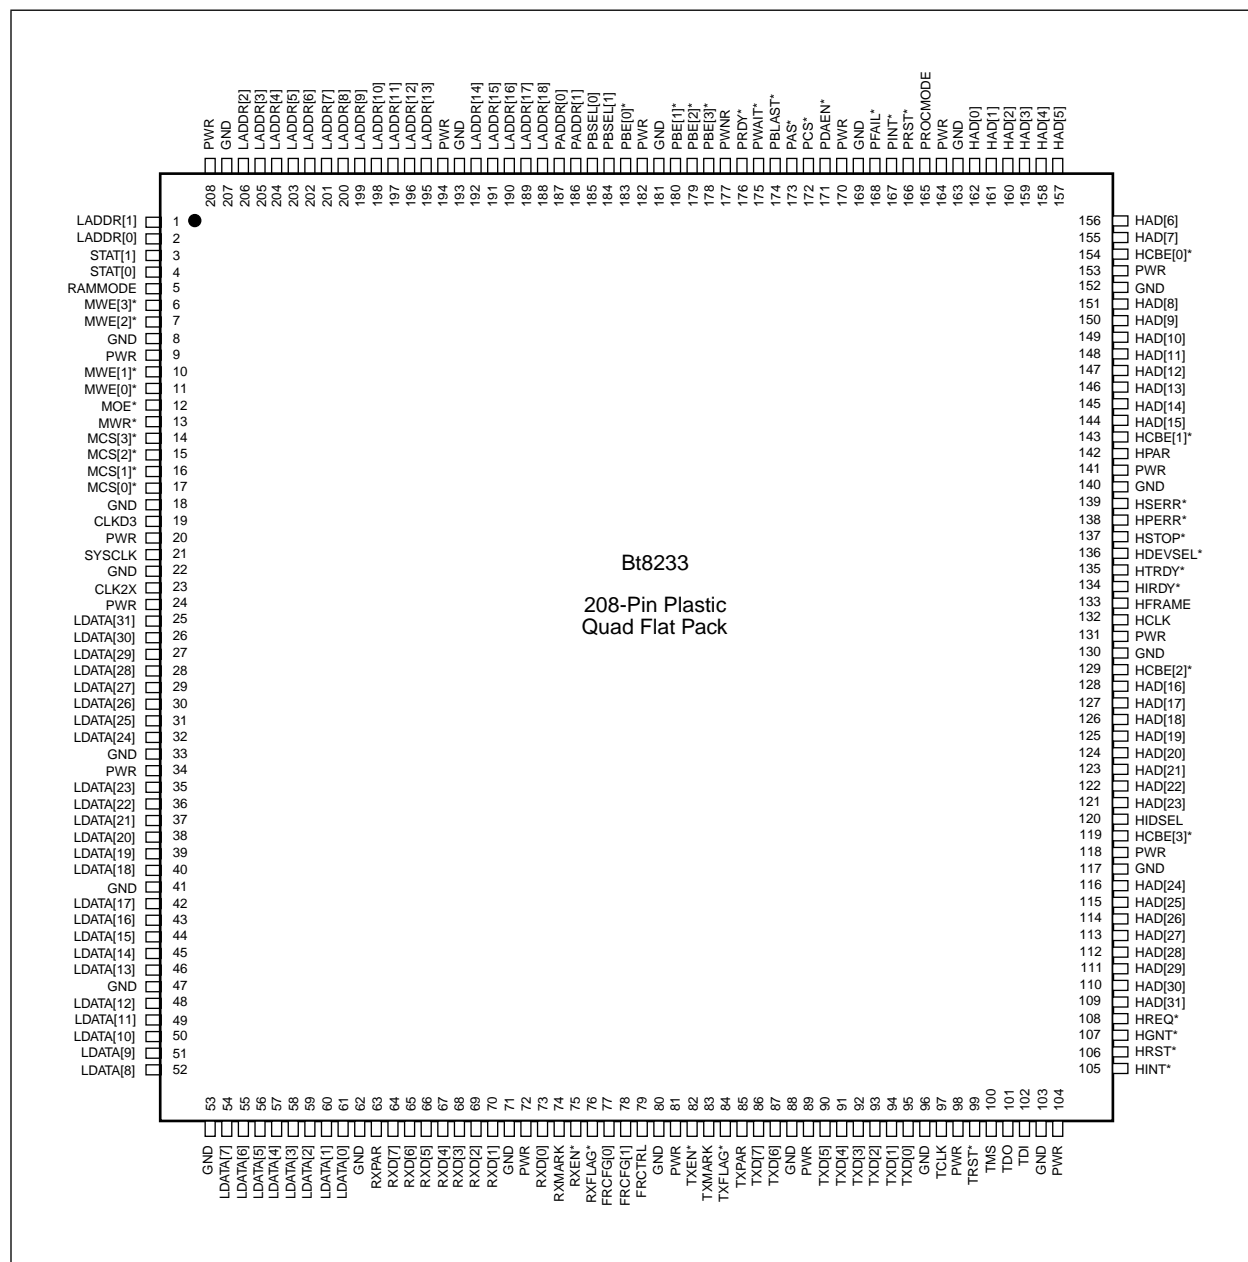 PWR
GND
LADDR[2]
LADDR[3]
LADDR[4]
LADDR[5]
LADDR[6]
LADDR[7]
LADDR[8]
LADDR[9]
LADDR[10]
LADDR[11]
LADDR[12]
LADDR[13]
PWR
GND
LADDR[14]
LADDR[15]
LADDR[16]
LADDR[17]
LADDR[18]
PADDR[0]
PADDR[1]
PBSEL[0]
PBSEL[1]
PBE[0]*
PWR
GND
PBE[1]*
PBE[2]*
PBE[3]*
PWNR
PRDY*
PWAIT*
PBLAST*
PAS*
PCS*
PDAEN*
PWR
GND
PFAIL*
PINT*
PRST*
PROCMODE
PWR
GND
HAD[0]
HAD[1]
HAD[2]
HAD[3]
HAD[4]
HAD[5]
208
207
206
205
204
203
202
201
200
199
198
197
196
195
194
193
192
191
190
189
188
187
186
185
184
183
182
181
180
179
178
177
176
175
174
173
172
171
170
169
168
167
166
165
164
163
162
161
160
159
158
157
LADDR[1] 1
LADDR[0] 2
STAT[1] 3
STAT[0] 4
RAMMODE 5
MWE[3]* 6
MWE[2]* 7
GND 8
PWR 9
MWE[1]* 10
MWE[0]* 11
MOE* 12
MWR* 13
MCS[3]* 14
MCS[2]* 15
MCS[1]* 16
MCS[0]* 17
GND 18
CLKD3 19
PWR 20
SYSCLK 21
GND 22
CLK2X 23
PWR 24
LDATA[31] 25
LDATA[30] 26
LDATA[29] 27
LDATA[28] 28
LDATA[27] 29
LDATA[26] 30
LDATA[25] 31
LDATA[24] 32
GND 33
PWR 34
LDATA[23] 35
LDATA[22] 36
LDATA[21] 37
LDATA[20] 38
LDATA[19] 39
LDATA[18] 40
GND 41
LDATA[17] 42
LDATA[16] 43
LDATA[15] 44
LDATA[14] 45
LDATA[13] 46
GND 47
LDATA[12] 48
LDATA[11] 49
LDATA[10] 50
LDATA[9] 51
LDATA[8] 52
Bt8233
208-Pin Plastic
Quad Flat Pack
156 HAD[6]
155 HAD[7]
154 HCBE[0]*
153 PWR
152 GND
151 HAD[8]
150 HAD[9]
149 HAD[10]
148 HAD[11]
147 HAD[12]
146 HAD[13]
145 HAD[14]
144 HAD[15]
143 HCBE[1]*
142 HPAR
141 PWR
140 GND
139 HSERR*
138 HPERR*
137 HSTOP*
136 HDEVSEL*
135 HTRDY*
134 HIRDY*
133 HFRAME
132 HCLK
131 PWR
130 GND
129 HCBE[2]*
128 HAD[16]
127 HAD[17]
126 HAD[18]
125 HAD[19]
124 HAD[20]
123 HAD[21]
122 HAD[22]
121 HAD[23]
120 HIDSEL
119 HCBE[3]*
118 PWR
117 GND
116 HAD[24]
115 HAD[25]
114 HAD[26]
113 HAD[27]
112 HAD[28]
111 HAD[29]
110 HAD[30]
109 HAD[31]
108 HREQ*
107 HGNT*
106 HRST*
105 HINT*
53
54
55
56
57
58
59
60
61
62
63
64
65
66
67
68
69
70
71
72
73
74
75
76
77
78
79
80
81
82
83
84
85
86
87
88
89
90
91
92
93
94
95
96
97
98
99
100
101
102
103
104
GND
LDATA[7]
LDATA[6]
LDATA[5]
LDATA[4]
LDATA[3]
LDATA[2]
LDATA[1]
LDATA[0]
GND
RXPAR
RXD[7]
RXD[6]
RXD[5]
RXD[4]
RXD[3]
RXD[2]
RXD[1]
GND
PWR
RXD[0]
RXMARK
RXEN*
RXFLAG*
FRCFG[0]
FRCFG[1]
FRCTRL
GND
PWR
TXEN*
TXMARK
TXFLAG*
TXPAR
TXD[7]
TXD[6]
GND
PWR
TXD[5]
TXD[4]
TXD[3]
TXD[2]
TXD[1]
TXD[0]
GND
TCLK
PWR
TRST*
TMS
TDO
TDI
GND
PWR